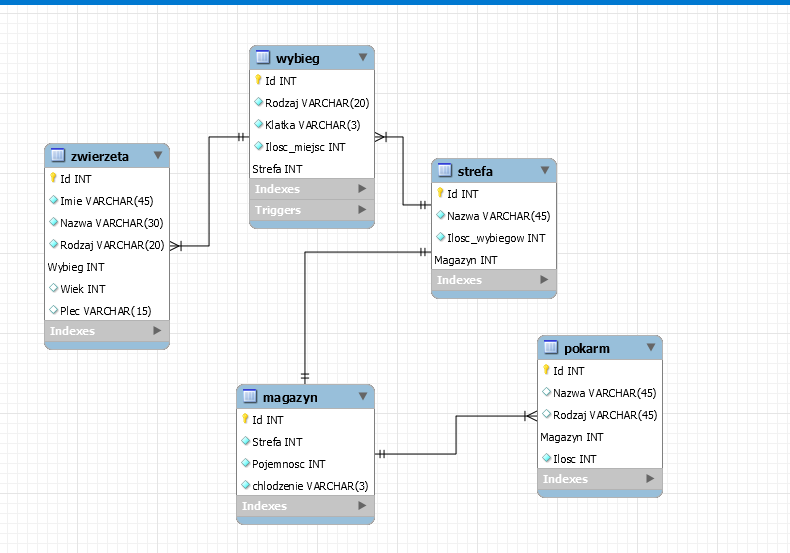 wybieg
Id INT
Rodzaj VARCHAR(20)
Klatka VARCHAR(3)
Ilosc_miejsc INT
Strefa INT
Indexes
Triggers
zwierzeta
Id INT
Imie VARCHAR(45)
Nazwa VARCHAR(30)
Rodzaj VARCHAR(20)
Wybieg INT
Wiek INT
Plec VARCHAR(15)
Indexes
strefa
Id INT
Nazwa VARCHAR(45)
Ilosc_wybiegow INT
Magazyn INT
Indexes
magazyn
Id INT
Strefa INT
Pojemnosc INT
chlodzenie VARCHAR(3)
Indexes
pokarm
Id INT
Nazwa VARCHAR(45)
Rodzaj VARCHAR(45)
Magazyn INT
Ilosc INT
Indexes